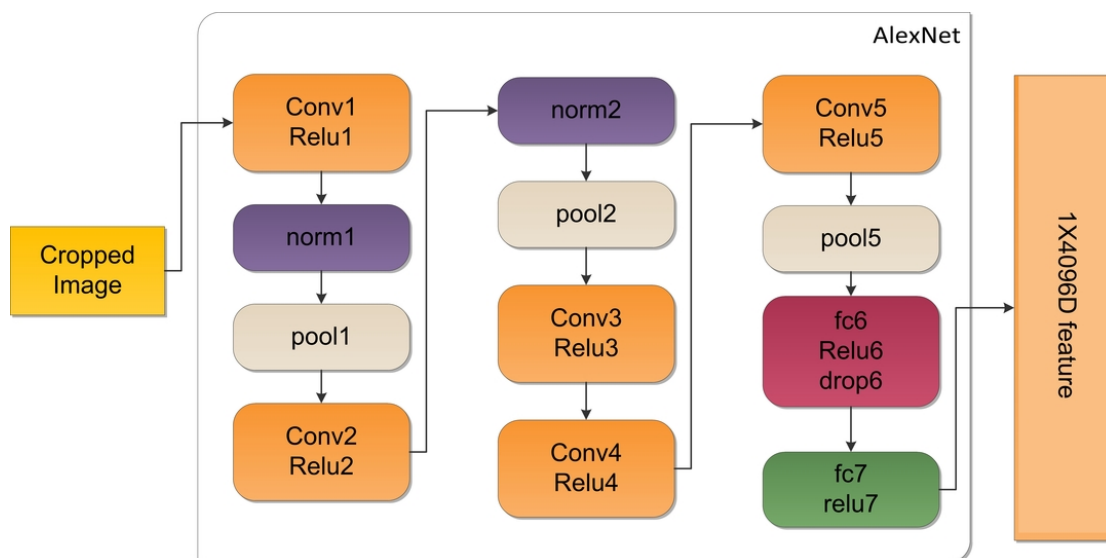 AlexNet
Cropped
Image
Conv1
Relu1
norm1
pool1
Conv2
Relu2
norm2
pool2
Conv3
Relu3
Conv4
Relu4
Conv5
Relu5
pool5
fc6
Relu6
drop6
fc7
relu7
1X4096D feature